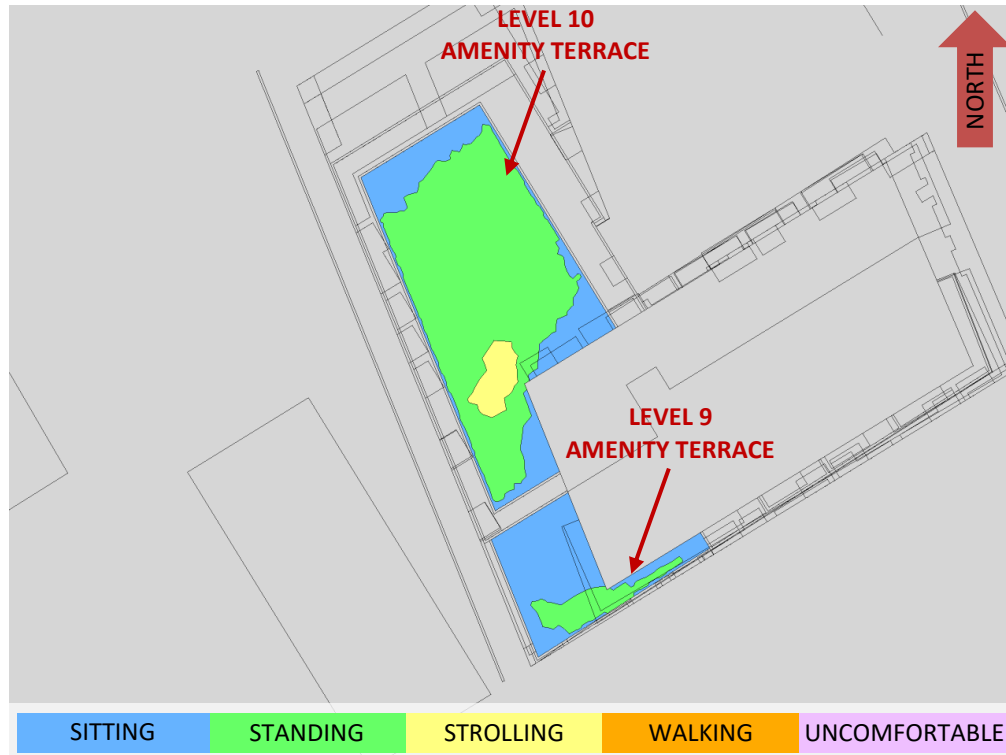 LEVEL 10
AMENITY TERRACE
NORTH
LEVEL 9
AMENITY TERRACE
SITTING
STANDING
STROLLING
WALKING
UNCOMFORTABLE